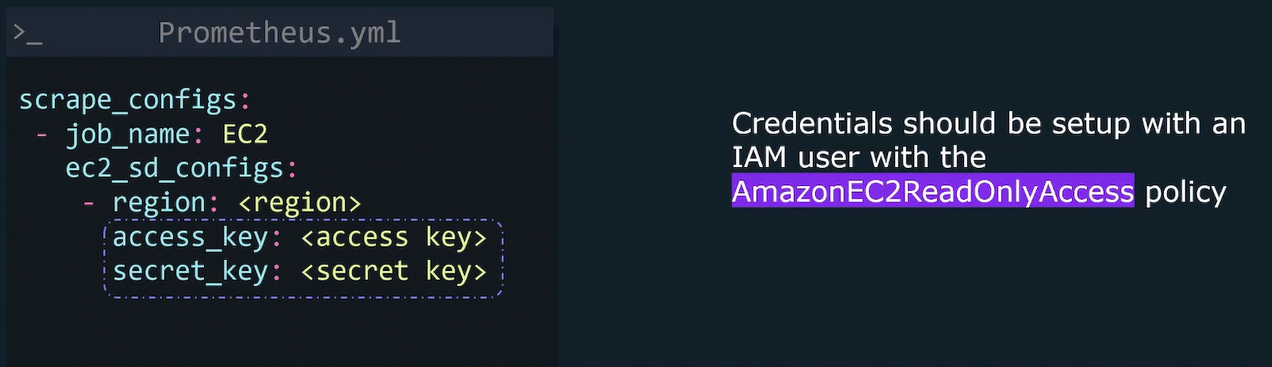 >_ Prometheus.yml
scrape_configs:
- job_name: EC2
ec2_sd_configs:
- region: <region>
access_key: <access key>
secret_key: <secret key>
Credentials should be setup with an
IAM user with the
AmazonEC2ReadOnlyAccess policy